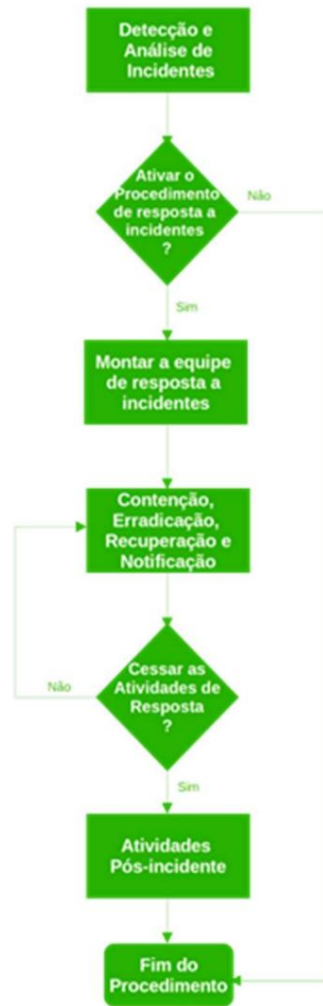 Detecção e
Análise de
Incidentes
Ativar o
Procedimento
de resposta a
incidentes
?
Não
Sim
Montar a equipe
de resposta a
incidentes
Contenção,
Erradicação,
Recuperação e
Notificação
Cessar as
Atividades de
Resposta
?
Não
Sim
Atividades
Pós-incidente
Fim do
Procedimento